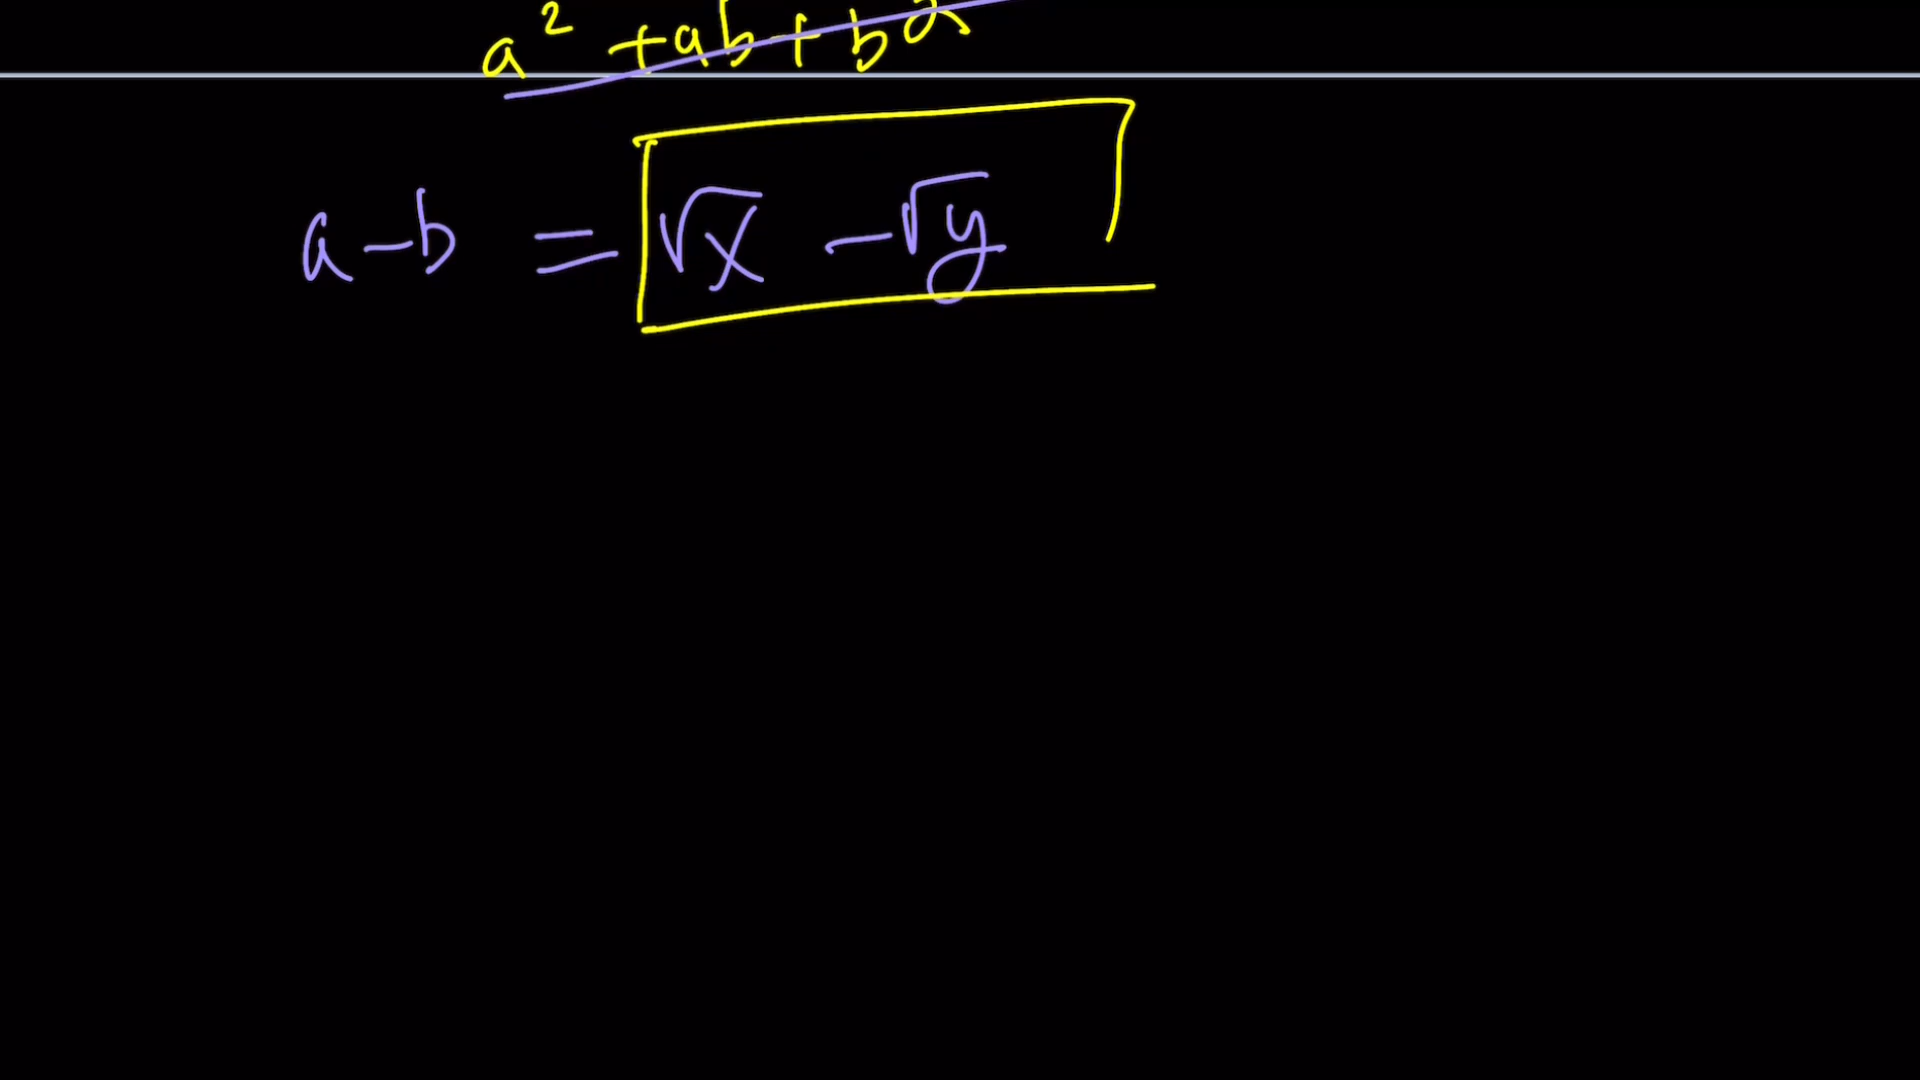 a² + ab + b²
a - b = √x - √y